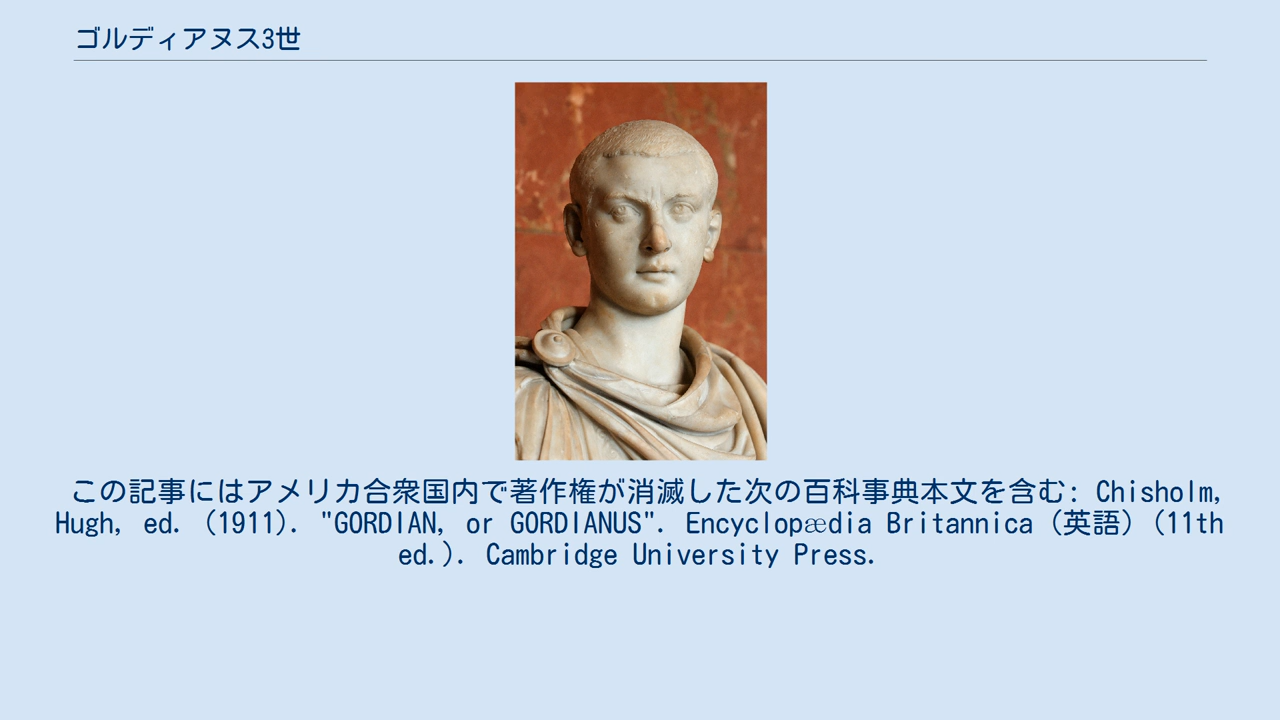 ゴルディアヌス3世
この記事にはアメリカ合衆国内で著作権が消滅した次の百科事典本文を含む: Chisholm,
Hugh, ed. (1911). "GORDIAN, or GORDIANUS". Encyclopædia Britannica (英語) (11th
ed.). Cambridge University Press.